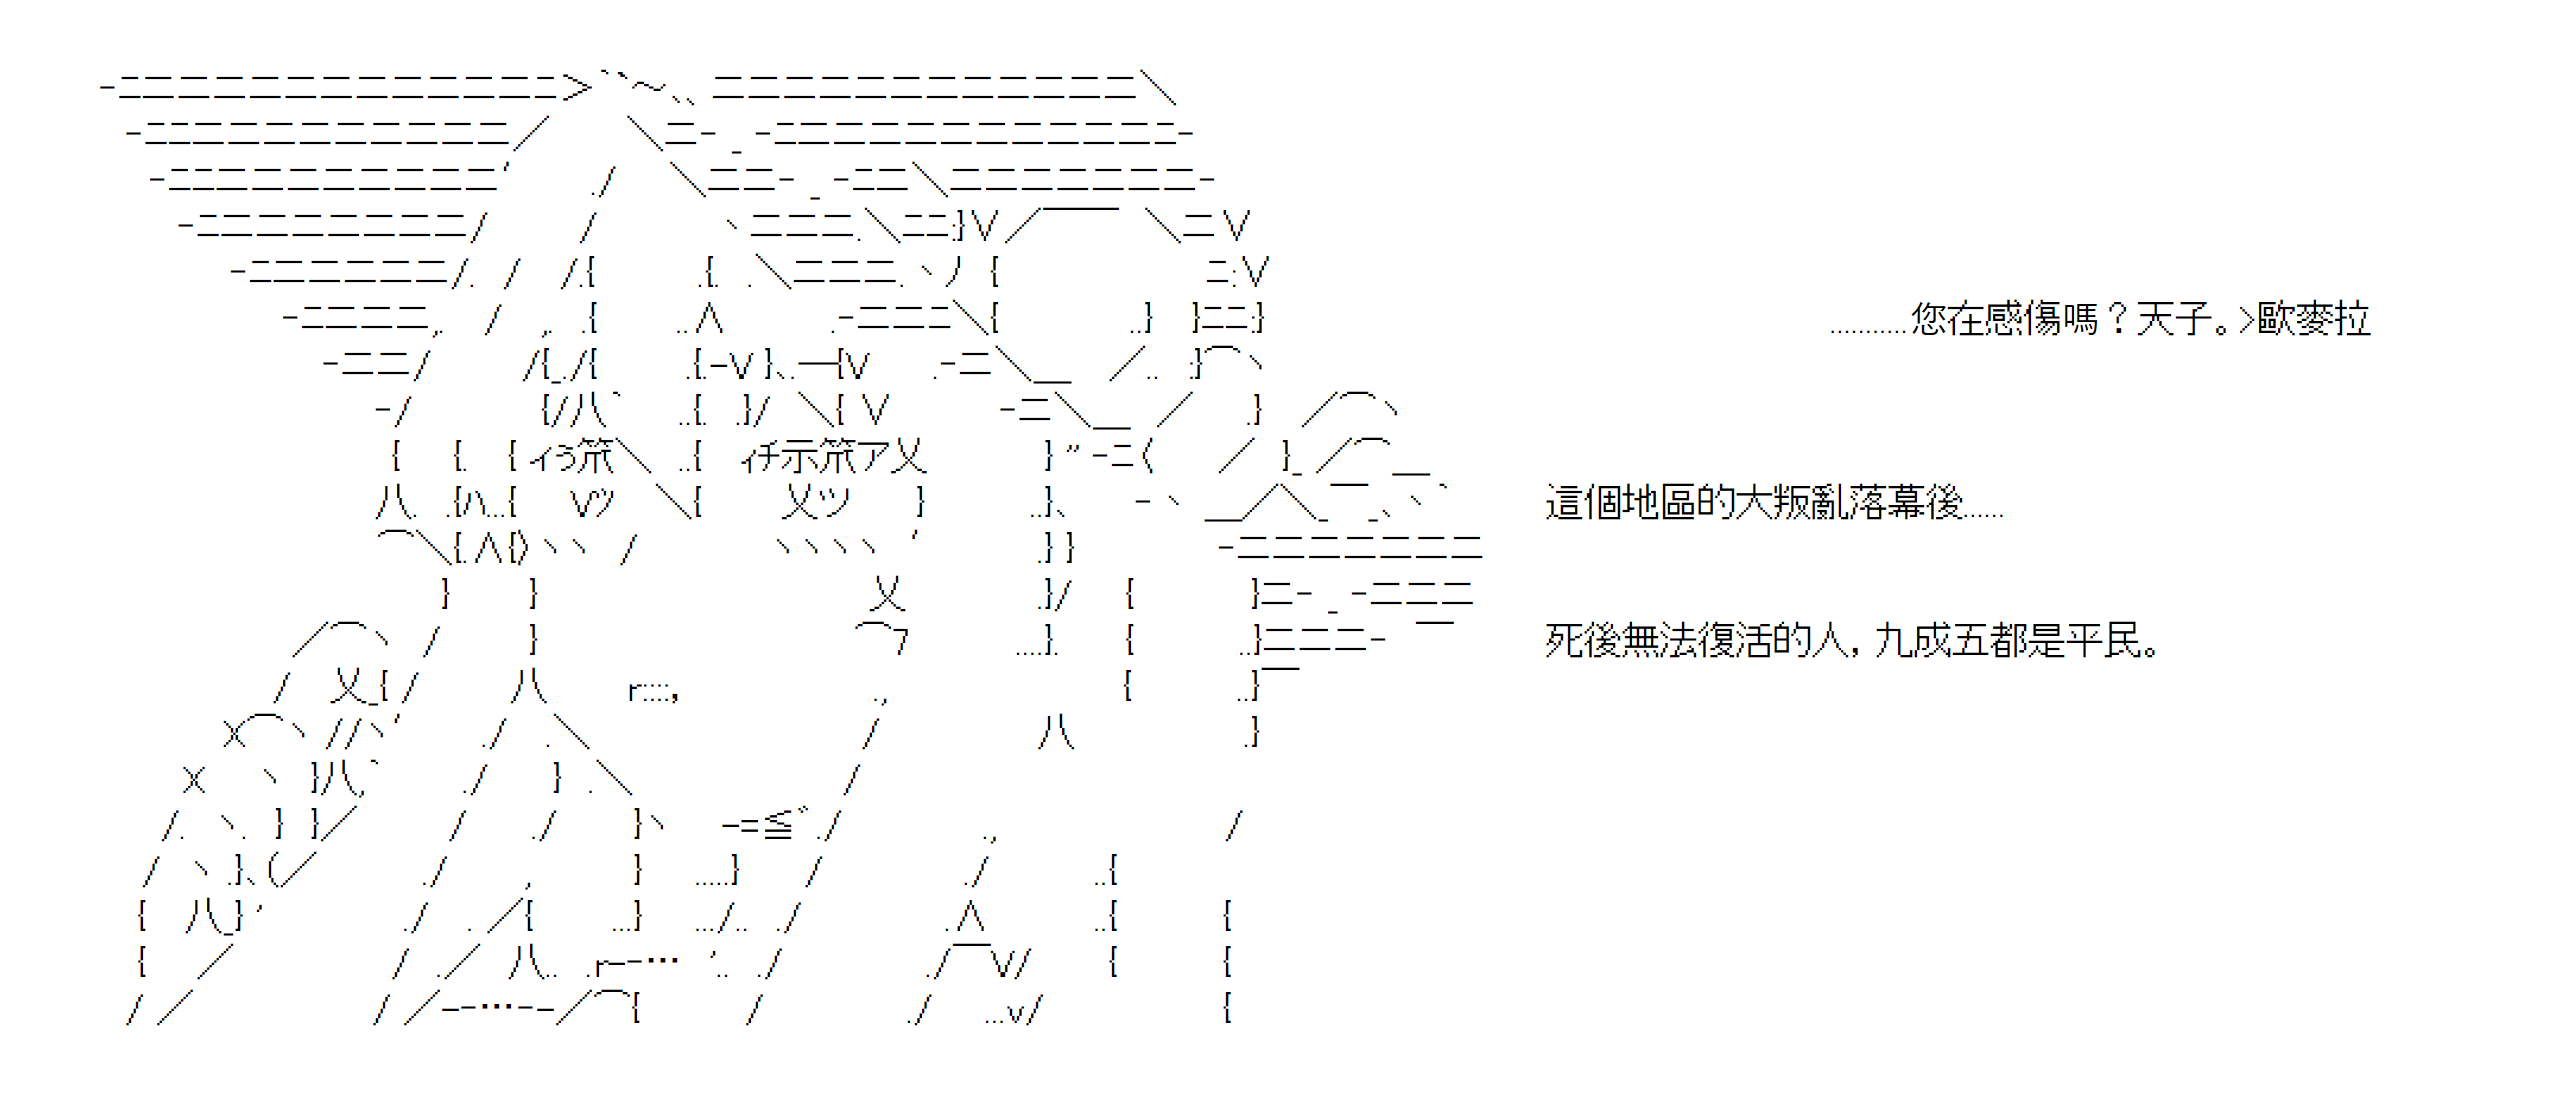 ...........您在感傷嗎？天子。>歐麥拉
這個地區的大叛亂落幕後......
死後無法復活的人，九成五都是平民。